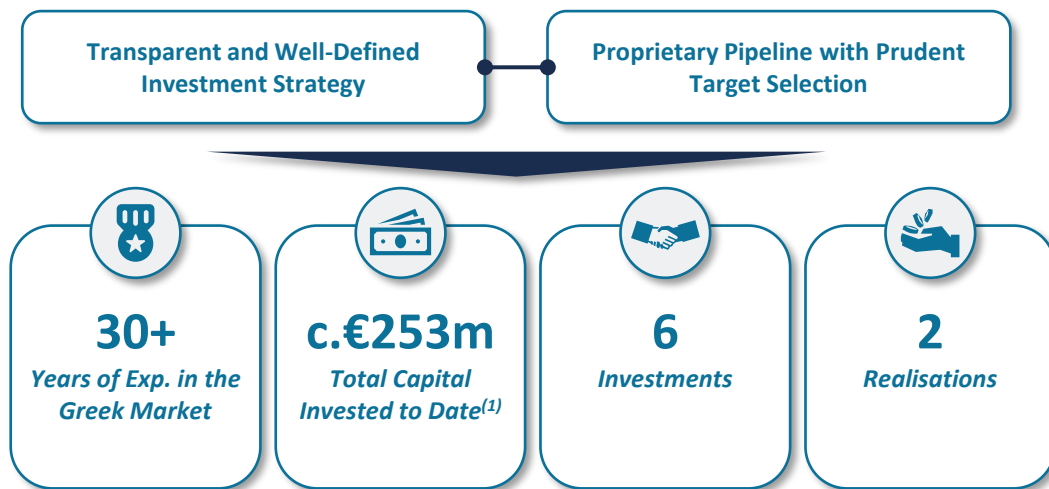 Transparent and Well-Defined
Investment Strategy
Proprietary Pipeline with Prudent
Target Selection
30+
Years of Exp. in the
Greek Market
c.€253m
Total Capital
Invested to Date(1)
6
Investments
2
Realisations